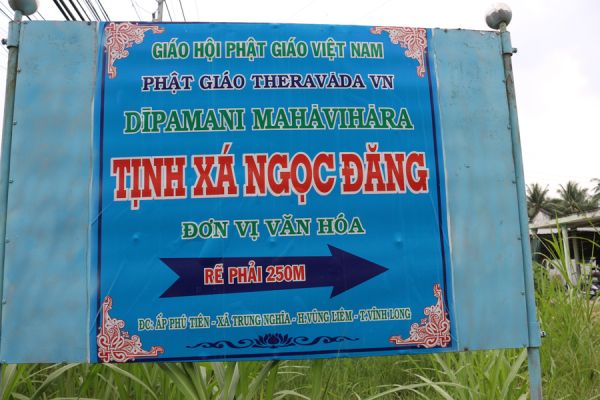 GIÁO HỘI PHẬT GIÁO VIỆT NAM
PHẬT GIÁO THERAVĀDA VN
DĪPAMANI MAHĀVIHĀRA
TỊNH XÁ NGỌC ĐĂNG
ĐƠN VỊ VĂN HÓA
RẼ PHẢI 250M
ĐC: ẤP PHÚ TIÊN - XÃ TRUNG NGHĨA - H.VŨNG LIÊM - T.VĨNH LONG